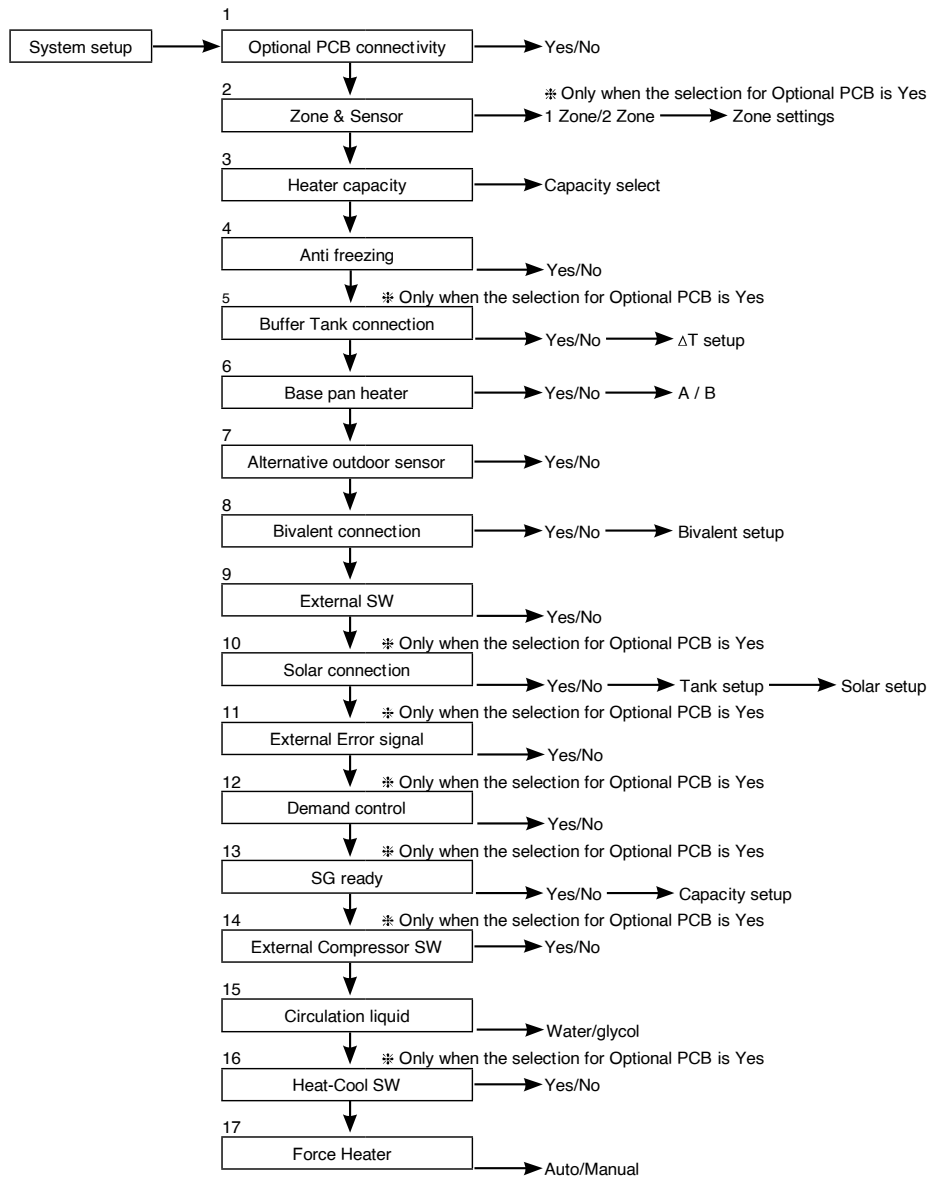 1
System setup
Optional PCB connectivity
Yes/No
2
※ Only when the selection for Optional PCB is Yes
Zone & Sensor
1 Zone/2 Zone
Zone settings
3
Heater capacity
Capacity select
4
Anti freezing
Yes/No
5
※ Only when the selection for Optional PCB is Yes
Buffer Tank connection
Yes/No
ΔT setup
6
Base pan heater
Yes/No
A / B
7
Alternative outdoor sensor
Yes/No
8
Bivalent connection
Yes/No
Bivalent setup
9
External SW
Yes/No
10
※ Only when the selection for Optional PCB is Yes
Solar connection
Yes/No
Tank setup
Solar setup
11
※ Only when the selection for Optional PCB is Yes
External Error signal
Yes/No
12
※ Only when the selection for Optional PCB is Yes
Demand control
Yes/No
13
※ Only when the selection for Optional PCB is Yes
SG ready
Yes/No
Capacity setup
14
※ Only when the selection for Optional PCB is Yes
External Compressor SW
Yes/No
15
Circulation liquid
Water/glycol
16
※ Only when the selection for Optional PCB is Yes
Heat-Cool SW
Yes/No
17
Force Heater
Auto/Manual